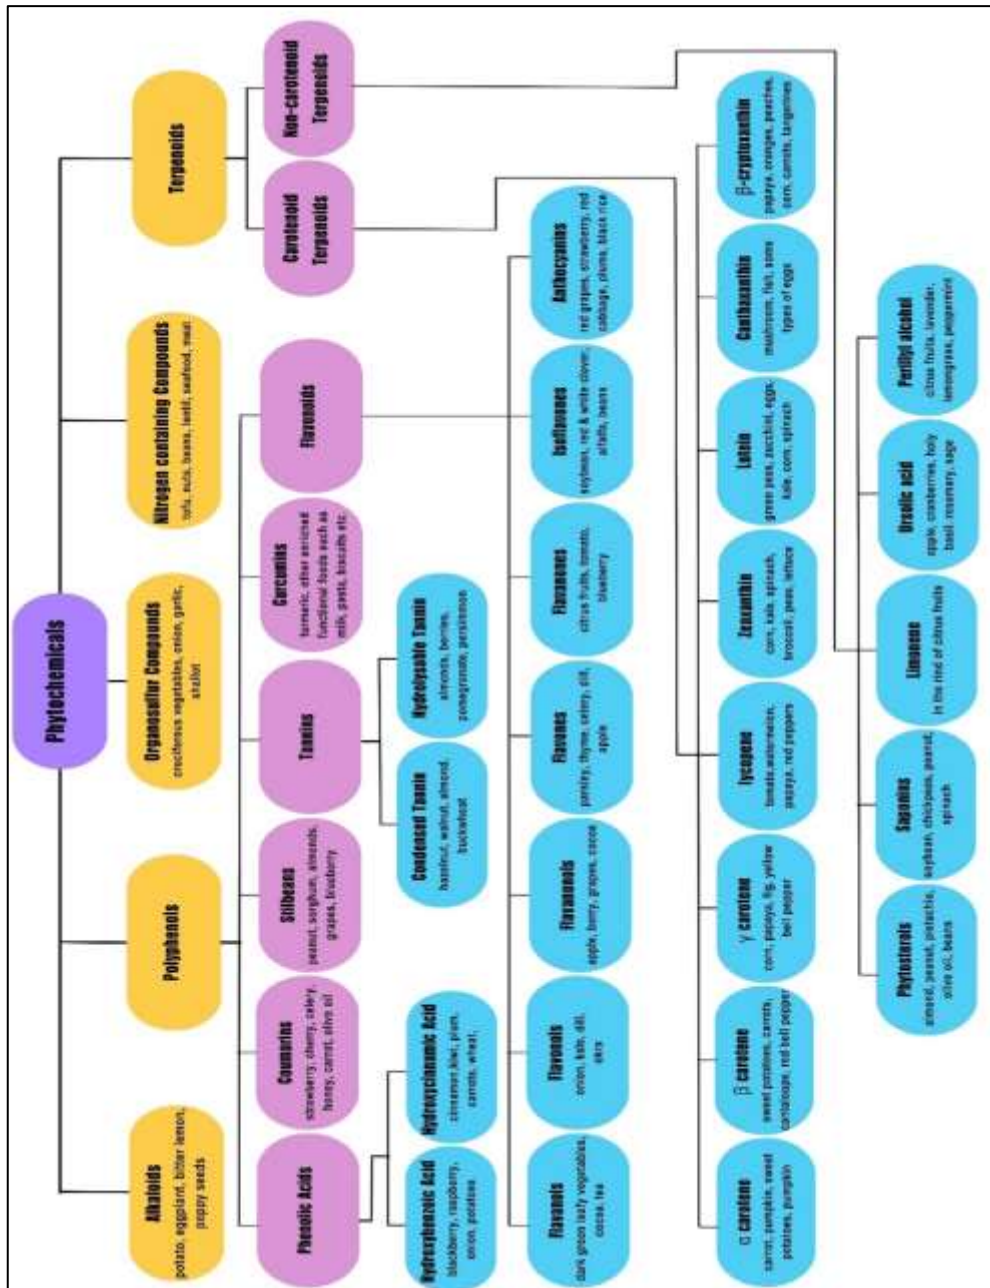 Phytochemicals
Alkaloids
potato, eggplant, bitter lemon,
poppy seeds
Polyphenols
Organosulfur Compounds
cruciferous vegetables, onion, garlic,
shallot
Nitrogen containing Compounds
tofu, nuts, beans, lentil, seafood, meat
Terpenoids
Phenolic Acids
Coumarins
strawberry, cherry, celery,
honey, carrot, olive oil
Stilbeans
peanut, sorghum, almonds,
grapes, blueberry
Tannins
Curcumins
turmeric, other enriched
functional foods such as
milk, pasta, biscuits etc.
Flavonoids
Carotenoid
Terpenoids
Non-carotenoid
Terpenoids
Hydroxybenzoic Acid
blackberry, raspberry,
onion, potatoes
Hydroxycinnamic Acid
cinnamon, kiwi, plum,
carrots, wheat,
Condensed Tannin
hazelnut, walnut, almond,
buckwheat
Hydrolysable Tannin
almonds, berries,
pomegranate, persimmon
Flavanols
dark green leafy vegetables,
cocoa, tea
Flavonols
onion, kale, dill,
okra
Flavanonols
apple, berry, grapes, cocoa
Flavones
parsley, thyme, celery, dill,
apple
Flavanones
citrus fruits, tomato,
blueberry
Isoflavones
soybean, red & white clover,
alfalfa, beans
Anthocyanins
red grapes, strawberry, red
cabbage, plums, black rice
α carotene
carrot, pumpkin, sweet
potatoes, pumpkin
β carotene
sweet potatoes, carrots,
cantaloupe, red bell pepper
γ carotene
corn, papaya, fig, yellow
bell pepper
lycopene
tomato,watermelon,
papaya, red peppers
Zeaxantin
corn, kale, spinach,
broccoli, peas, lettuce
Lutein
green peas, zucchini, eggs,
kale, corn, spinach
Canthaxanthin
mushroom, fish, some
types of eggs
β-cryptoxanthin
papaya, oranges, peaches,
corn, carrots, tangerines
Phytosterols
almond, peanut, pistachio,
olive oil, beans
Saponins
soybean, chickpeas, peanut,
spinach
Limonene
in the rind of citrus fruits
Ursolic acid
apple, cranberries, holy
basil, rosemery, sage
Perillyl alcohol
citrus fruits, lavender,
lemongrass, peppermint